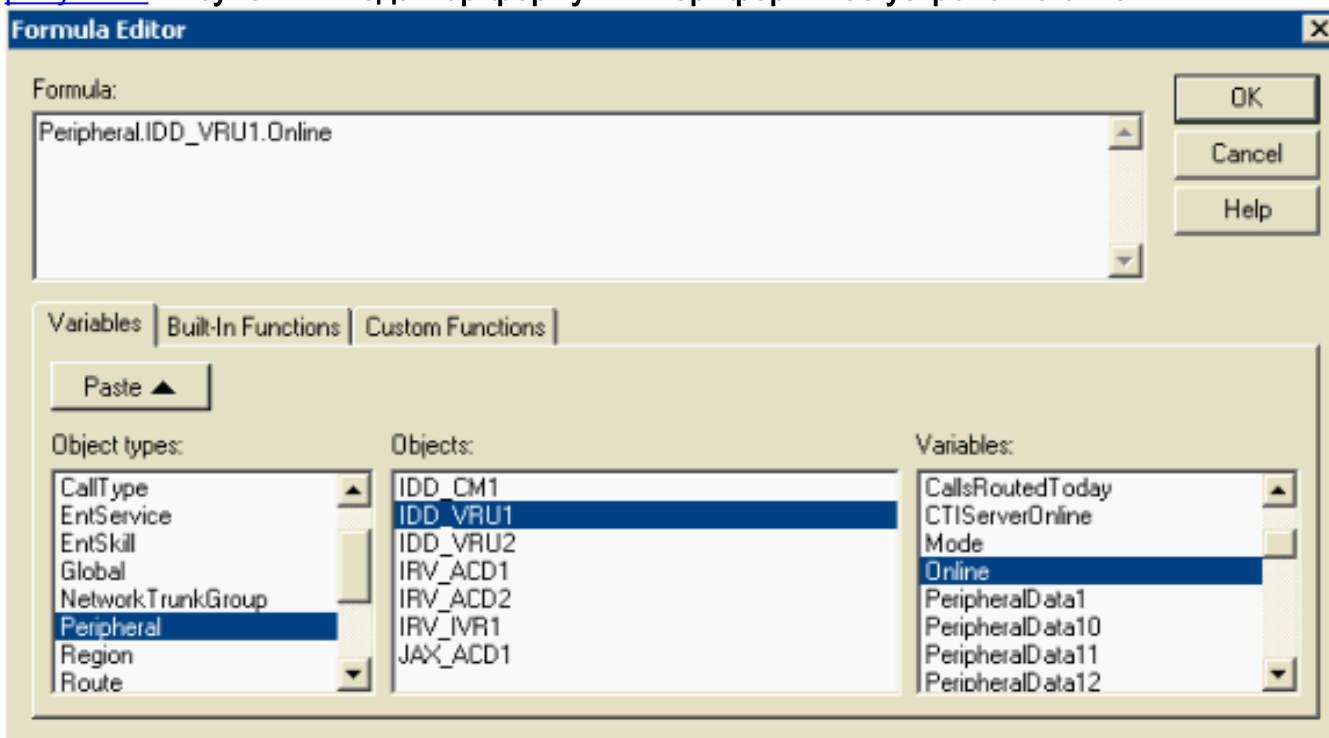 Formula Editor
Formula:
Peripheral.IDD_VRU1.Online
OK
Cancel
Help
Variables
Built-In Functions
Custom Functions
Paste
Object types:
CallType
EntService
EntSkill
Global
NetworkTrunkGroup
Peripheral
Region
Route
Objects:
IDD_CM1
IDD_VRU1
IDD_VRU2
IRV_ACD1
IRV_ACD2
IRV_IVR1
JAX_ACD1
Variables:
CallsRoutedToday
CTIServerOnline
Mode
Online
PeripheralData1
PeripheralData10
PeripheralData11
PeripheralData12